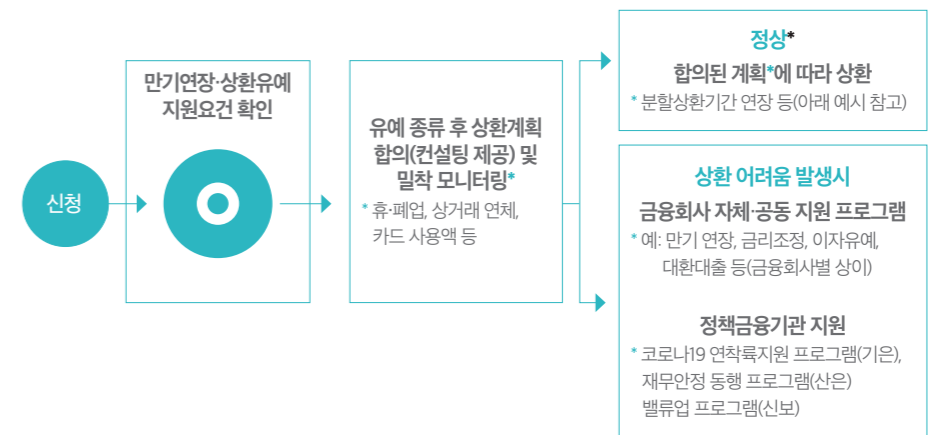 신청
만기연장·상환유예
지원요건 확인
유예 종류 후 상환계획
합의(컨설팅 제공) 및
밀착 모니터링*
* 휴·폐업, 상거래 연체,
카드 사용액 등
정상*
합의된 계획*에 따라 상환
* 분할상환기간 연장 등(아래 예시 참고)
상환 어려움 발생시
금융회사 자체·공동 지원 프로그램
* 예: 만기 연장, 금리조정, 이자유예,
대환대출 등(금융회사별 상이)
정책금융기관 지원
* 코로나19 연착륙지원 프로그램(기은),
재무안정 동행 프로그램(산은)
밸류업 프로그램(신보)